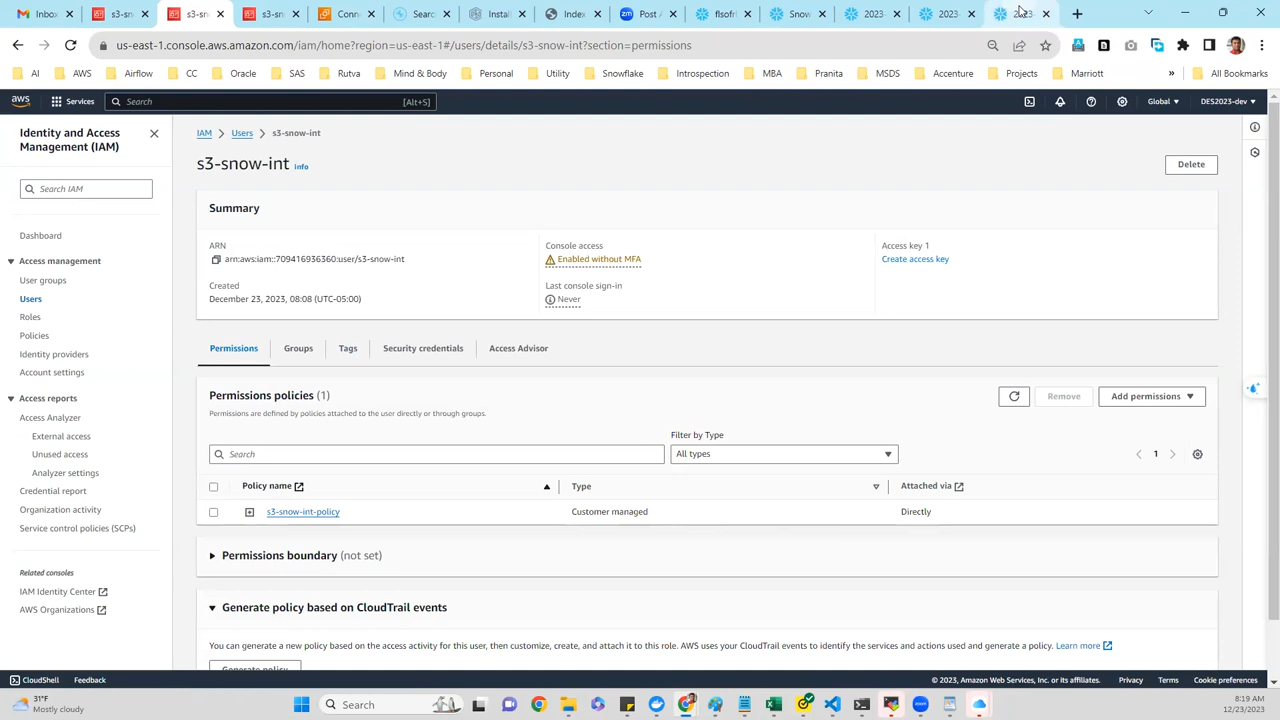 Inbox
s3-sn
s3-sn
s3-sn
Conn
Searc
Instal
Index
Post A
flsofr
Snow
2023
2023-
2023
us-east-1.console.aws.amazon.com/iam/home?region=us-east-1#/users/details/s3-snow-int?section=permissions
AI
AWS
Airflow
CC
Oracle
SAS
Rutva
Mind & Body
Personal
Utility
Snowflake
Introspection
MBA
Pranita
MSDS
Accenture
Projects
Marriott
»
All Bookmarks
aws
Services
Search
[Alt+S]
Global
DES2023-dev
Identity and Access
Management (IAM)
Search IAM
Dashboard
Access management
User groups
Users
Roles
Policies
Identity providers
Account settings
Access reports
Access Analyzer
External access
Unused access
Analyzer settings
Credential report
Organization activity
Service control policies (SCPs)
Related consoles
IAM Identity Center
AWS Organizations
IAM > Users > s3-snow-int
s3-snow-int Info
Delete
Summary
ARN
arn:aws:iam::709416936360:user/s3-snow-int
Created
December 23, 2023, 08:08 (UTC-05:00)
Console access
Enabled without MFA
Last console sign-in
Never
Access key 1
Create access key
Permissions
Groups
Tags
Security credentials
Access Advisor
Permissions policies (1)
Permissions are defined by policies attached to the user directly or through groups.
Remove
Add permissions
Filter by Type
Search
All types
1
Policy name
Type
Attached via
s3-snow-int-policy
Customer managed
Directly
Permissions boundary (not set)
Generate policy based on CloudTrail events
You can generate a new policy based on the access activity for this user, then customize, create, and attach it to this role. AWS uses your CloudTrail events to identify the services and actions used and generate a policy. Learn more
Generate policy
CloudShell
Feedback
© 2023, Amazon Web Services, Inc. or its affiliates.
Privacy
Terms
Cookie preferences
31°F
Mostly cloudy
Search
8:19 AM
12/23/2023